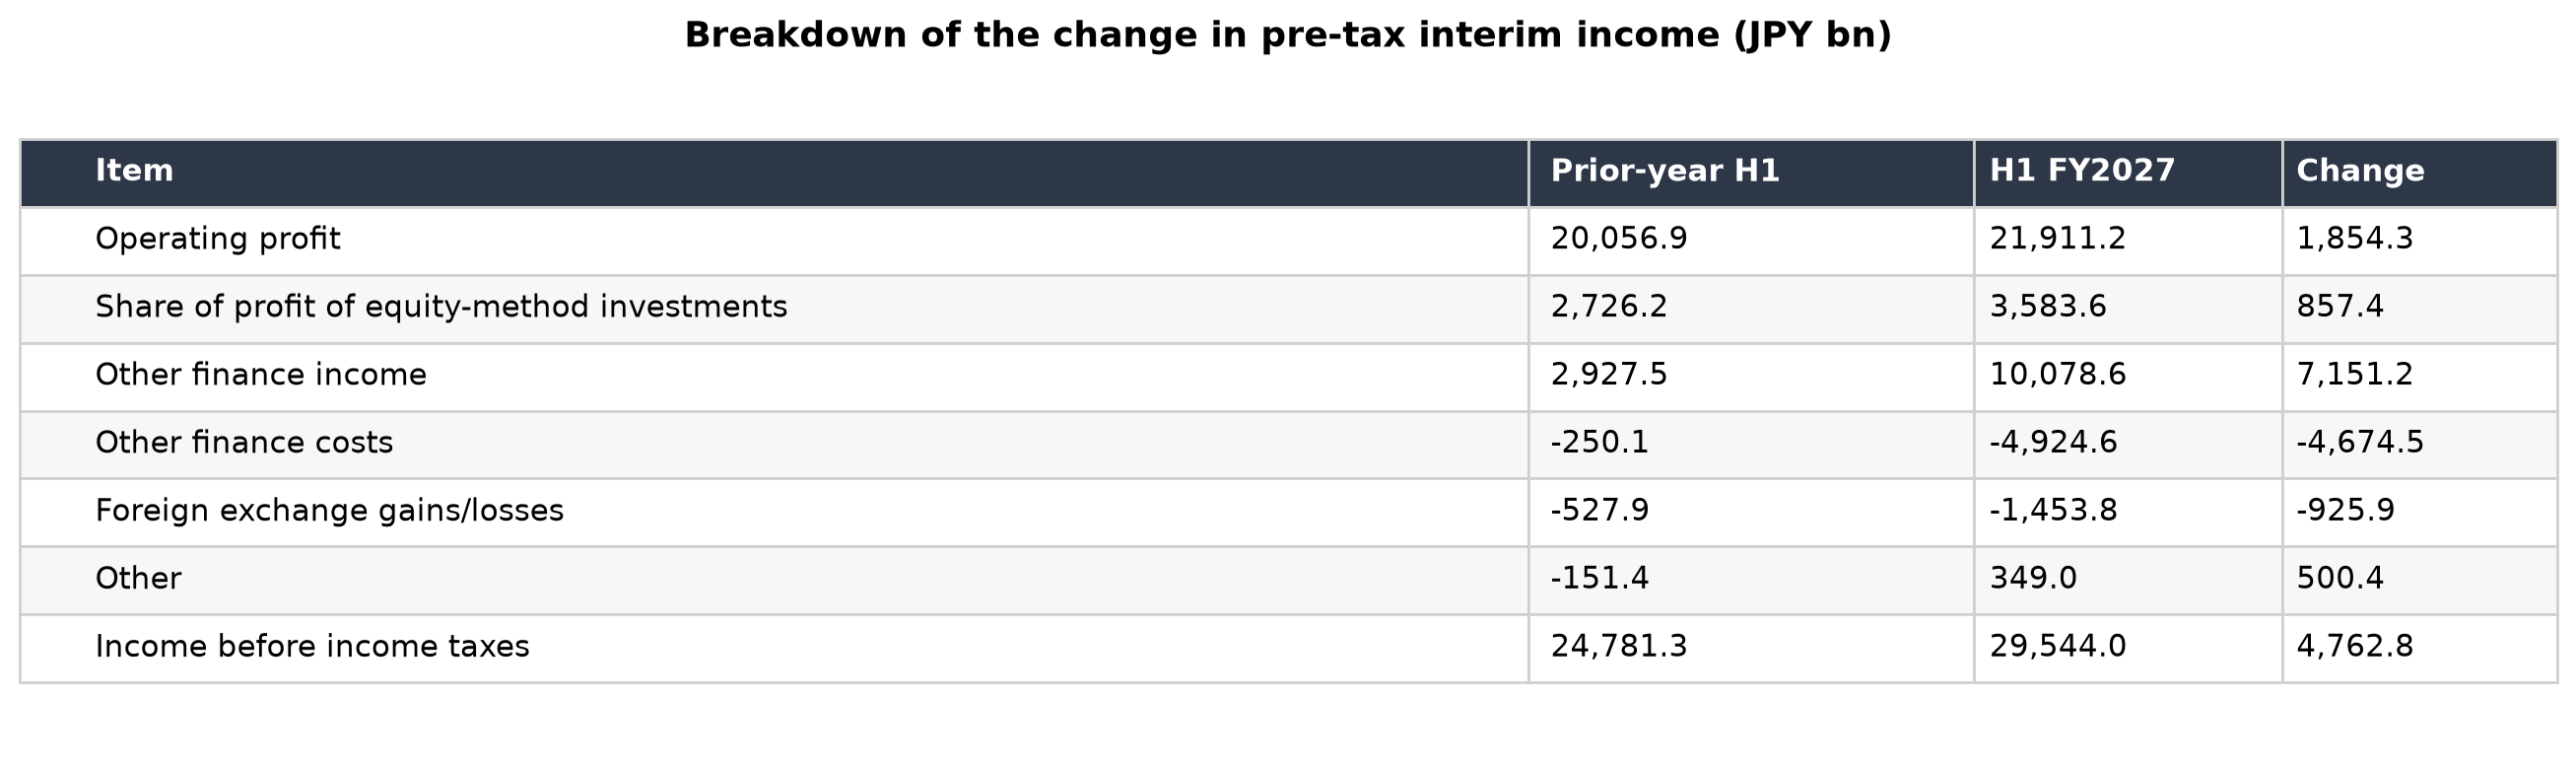 Breakdown of the change in pre-tax interim income (JPY bn)
Item Prior-year H1 H1 FY2027 Change
Operating profit 20,056.9 21,911.2 1,854.3
Share of profit of equity-method investments 2,726.2 3,583.6 857.4
Other finance income 2,927.5 10,078.6 7,151.2
Other finance costs -250.1 -4,924.6 -4,674.5
Foreign exchange gains/losses -527.9 -1,453.8 -925.9
Other -151.4 349.0 500.4
Income before income taxes 24,781.3 29,544.0 4,762.8